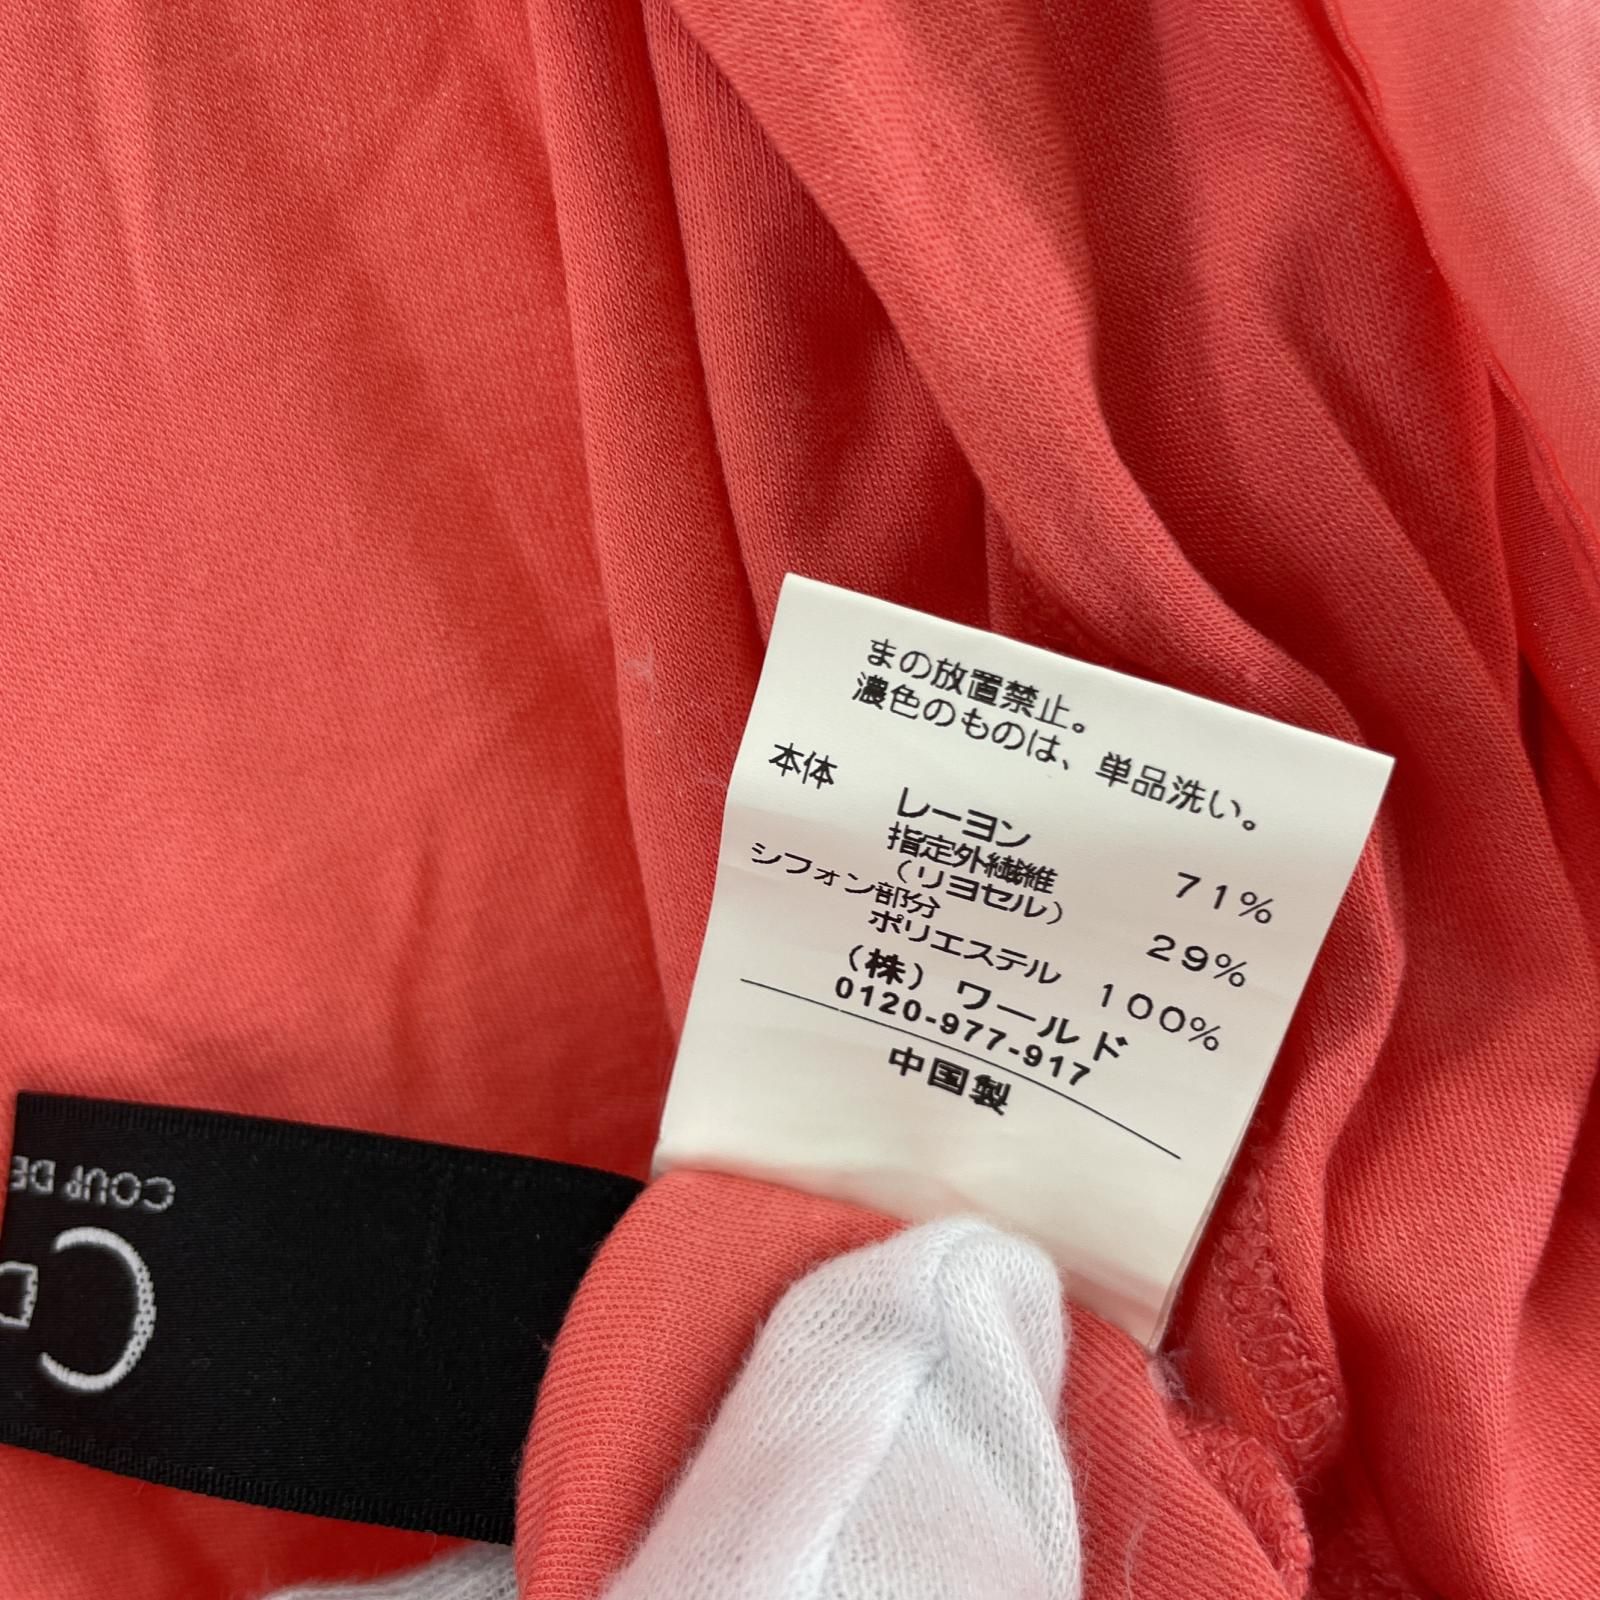 まの放置禁止。
濃色のものは、単品洗い。
本体
レーヨン 71%
指定外繊維
(リヨセル) 29%
シフォン部分
ポリエステル 100%
(株)ワールド
0120-977-917
中国製
COUP DE
C